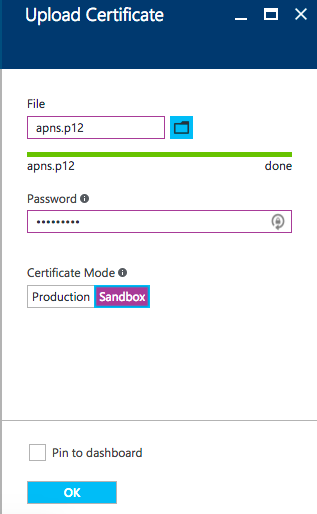 Upload Certificate
File
apns.p12
apns.p12 done
Password
•••••••••
Certificate Mode
Production Sandbox
Pin to dashboard
OK